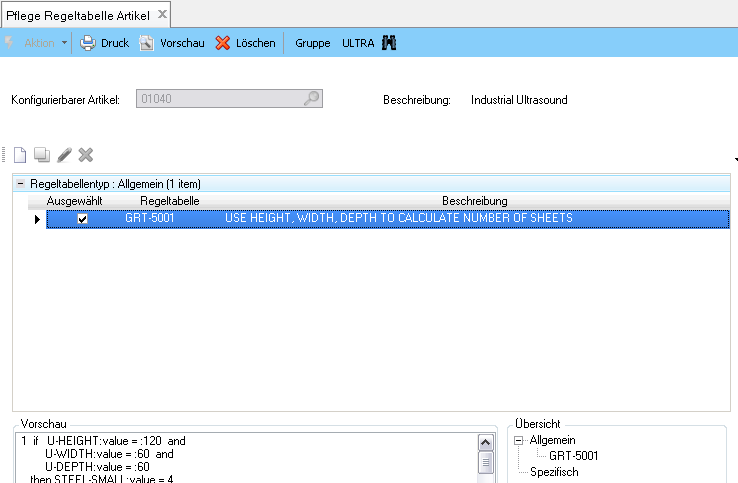 Pflege Regeltabelle Artikel
Aktion Druck Vorschau Löschen Gruppe ULTRA
Konfigurierbarer Artikel: 01040 Beschreibung: Industrial Ultrasound
Regeltabellentyp : Allgemein (1 item)
Ausgewählt Regeltabelle Beschreibung
GRT-5001 USE HEIGHT, WIDTH, DEPTH TO CALCULATE NUMBER OF SHEETS
Vorschau
1 if U-HEIGHT:value = :120 and
U-WIDTH:value = :60 and
U-DEPTH:value = :60
then STEEL-SMALL:value = 4
Übersicht
Allgemein
GRT-5001
Spezifisch